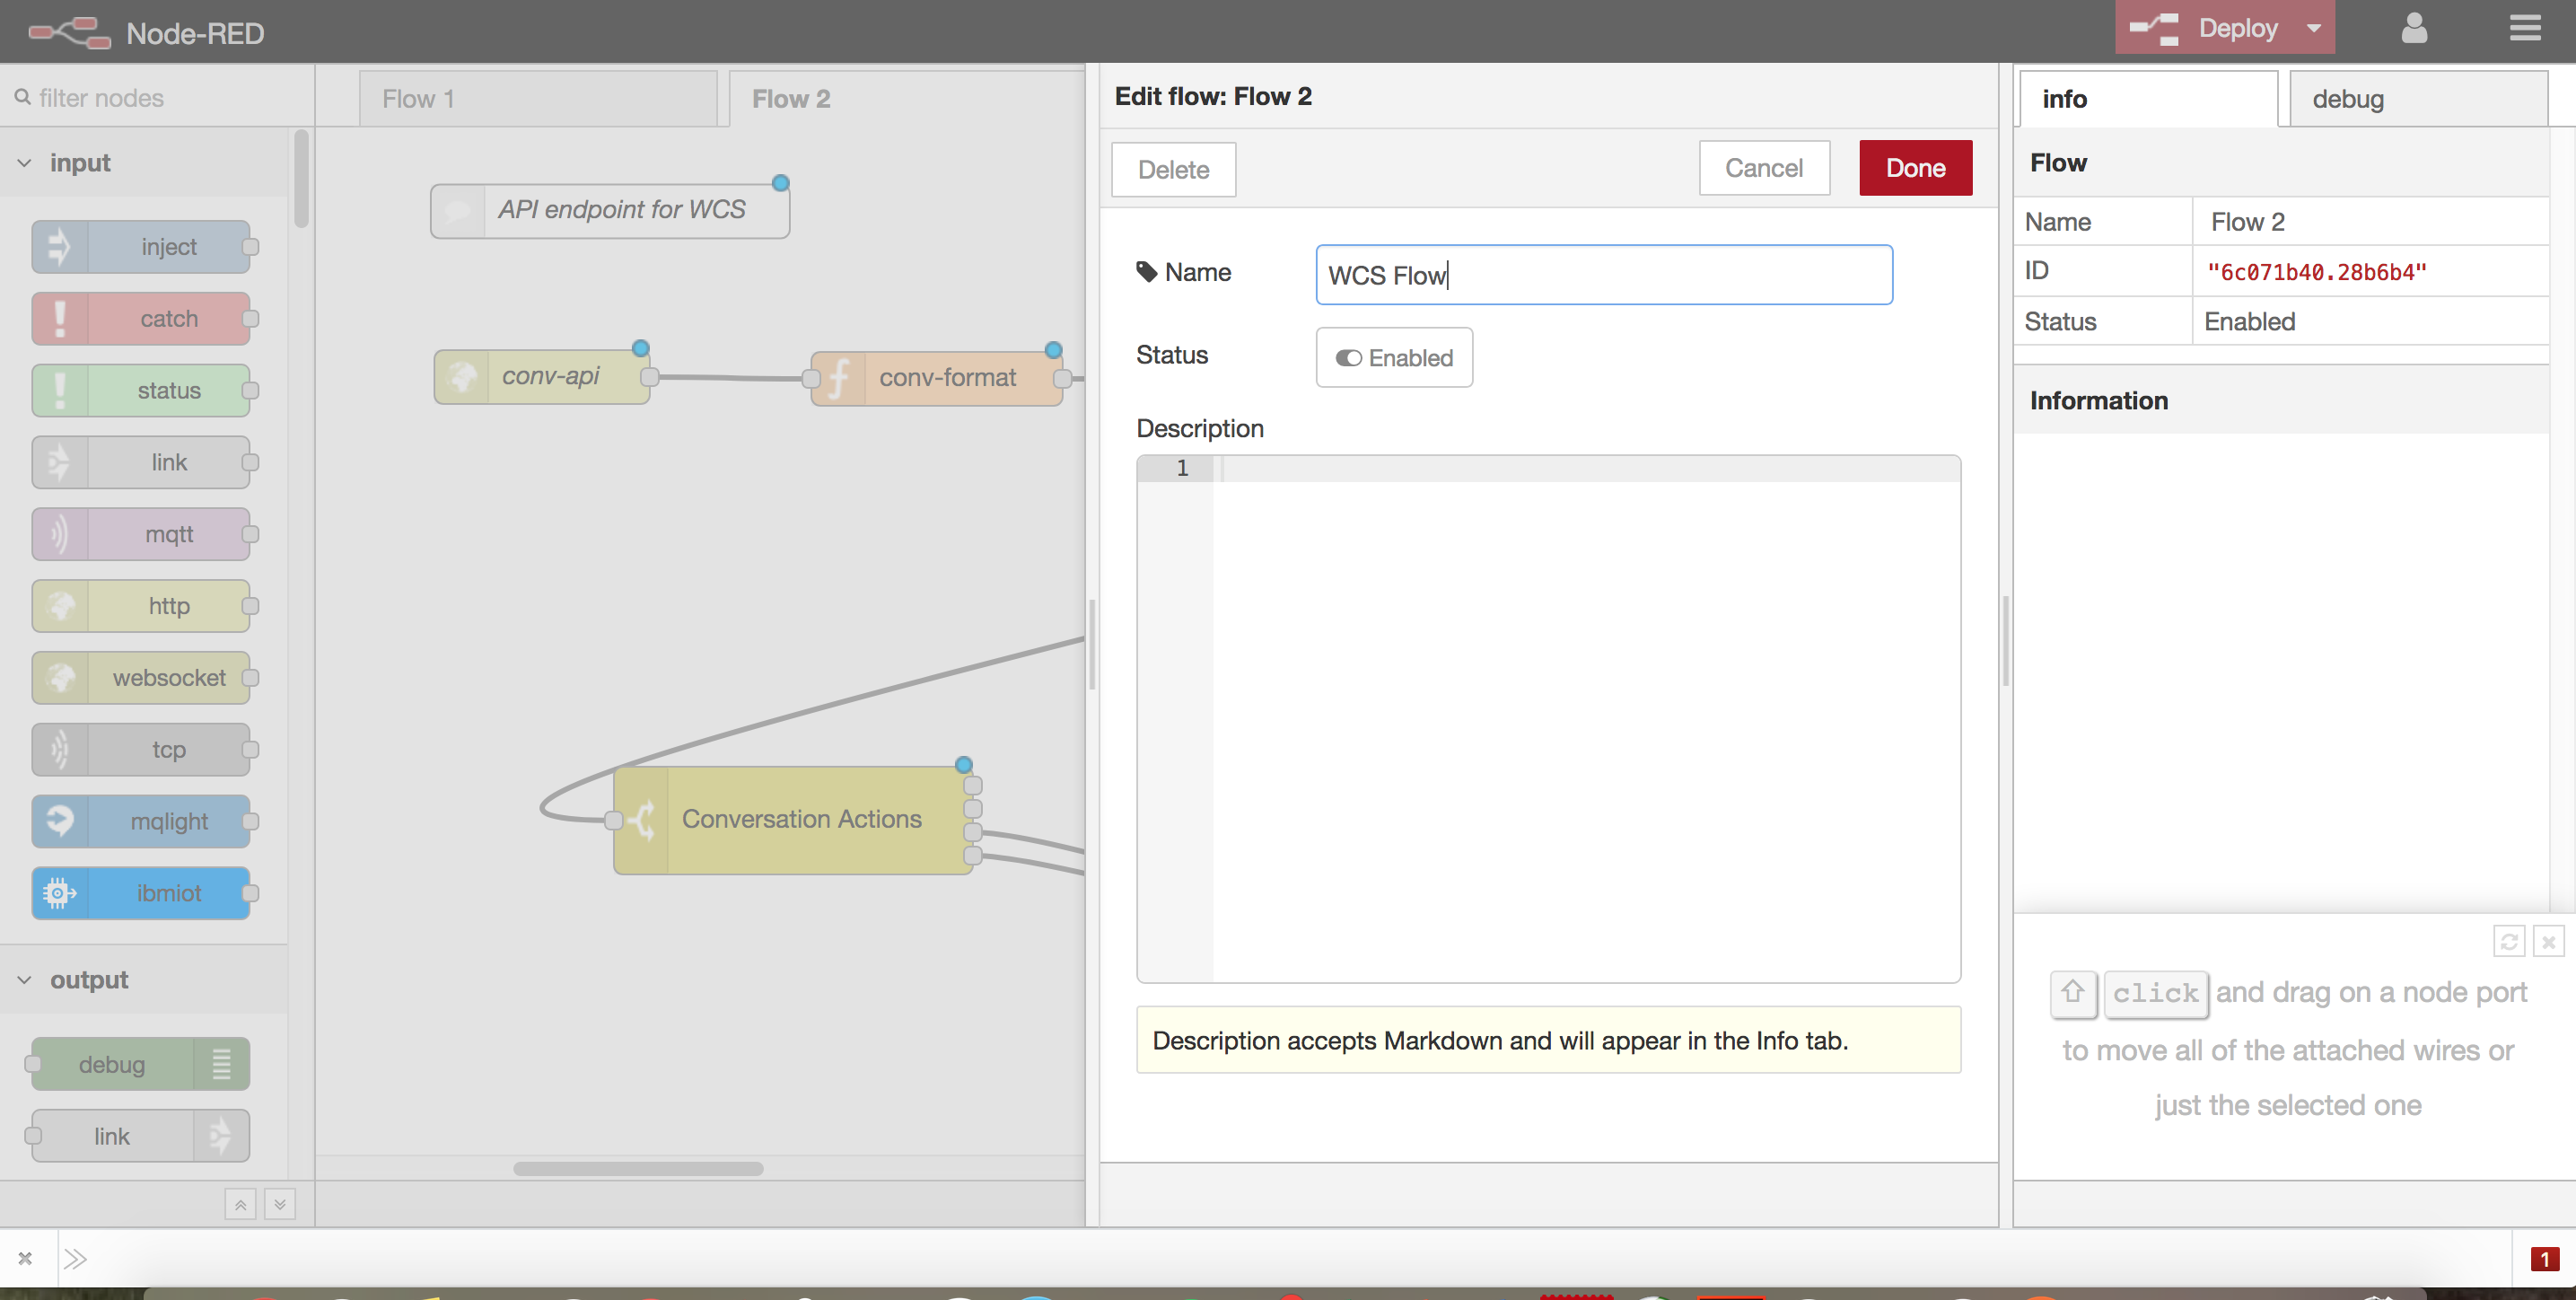 Node-RED
Deploy
filter nodes
Flow 1
Flow 2
input
inject
catch
status
link
mqtt
http
websocket
tcp
mqlight
ibmiot
output
debug
link
API endpoint for WCS
conv-api
conv-format
Conversation Actions
Edit flow: Flow 2
Delete
Cancel
Done
Name
WCS Flow
Status
Enabled
Description
1
Description accepts Markdown and will appear in the Info tab.
info
debug
Flow
Name Flow 2
ID "6c071b40.28b6b4"
Status Enabled
Information
click and drag on a node port
to move all of the attached wires or
just the selected one
1